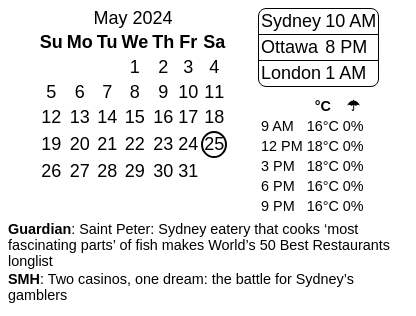 May 2024
Su Mo Tu We Th Fr Sa
1 2 3 4
5 6 7 8 9 10 11
12 13 14 15 16 17 18
19 20 21 22 23 24 25
26 27 28 29 30 31
Sydney 10 AM
Ottawa 8 PM
London 1 AM
°C ☂
9 AM 16°C 0%
12 PM 18°C 0%
3 PM 18°C 0%
6 PM 16°C 0%
9 PM 16°C 0%
Guardian: Saint Peter: Sydney eatery that cooks ‘most
fascinating parts’ of fish makes World’s 50 Best Restaurants
longlist
SMH: Two casinos, one dream: the battle for Sydney’s
gamblers